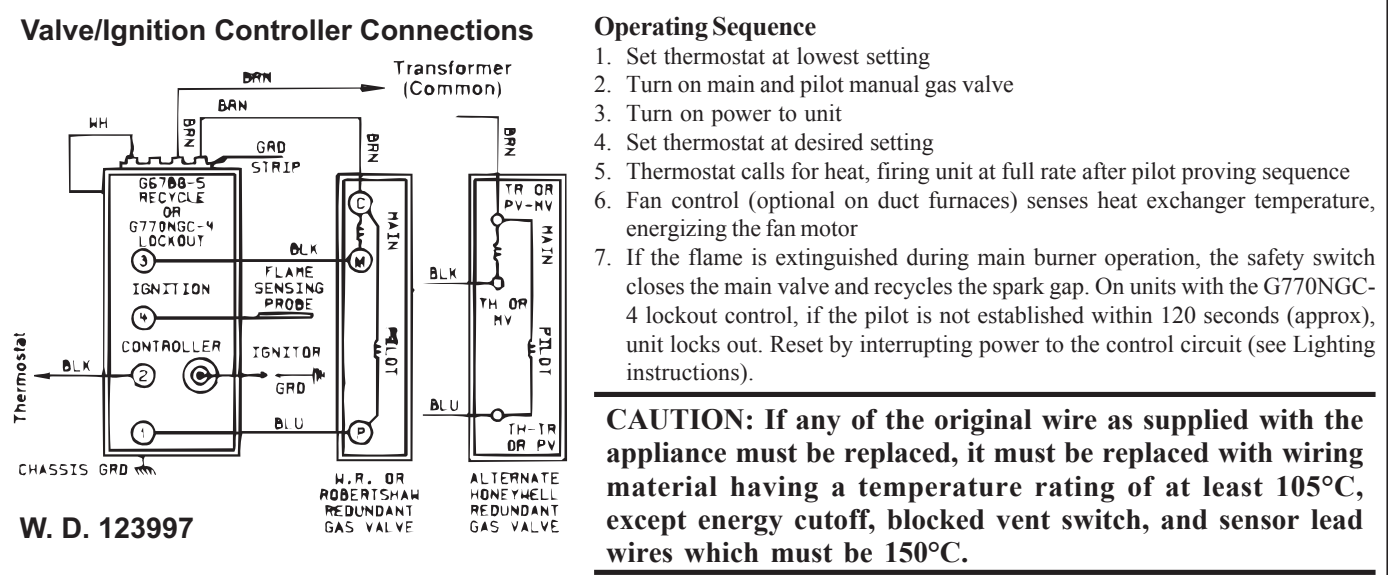 Valve/Ignition Controller Connections
BRN
Transformer
(Common)
BRN
WH
BRN
BRN
BRN
GRD
STRIP
G67BG-5
RECYCLE
OR
G770NGC-4
LOCKOUT
3
BLK
IGNITION
FLAME
SENSING
PROBE
4
CONTROLLER
IGNITOR
Thermostat
BLK
2
GRD
1
BLU
CHASSIS GRD
C
MAIN
M
PILOT
P
W.R. OR
ROBERTSHAW
REDUNDANT
GAS VALVE
TR OR
PV-MV
MAIN
BLK
TH OR
MV
PILOT
BLU
TH-TR
OR PV
ALTERNATE
HONEYWELL
REDUNDANT
GAS VALVE
W. D. 123997
Operating Sequence
1. Set thermostat at lowest setting
2. Turn on main and pilot manual gas valve
3. Turn on power to unit
4. Set thermostat at desired setting
5. Thermostat calls for heat, firing unit at full rate after pilot proving sequence
6. Fan control (optional on duct furnaces) senses heat exchanger temperature,
energizing the fan motor
7. If the flame is extinguished during main burner operation, the safety switch
closes the main valve and recycles the spark gap. On units with the G770NGC-
4 lockout control, if the pilot is not established within 120 seconds (approx),
unit locks out. Reset by interrupting power to the control circuit (see Lighting
instructions).
CAUTION: If any of the original wire as supplied with the
appliance must be replaced, it must be replaced with wiring
material having a temperature rating of at least 105°C,
except energy cutoff, blocked vent switch, and sensor lead
wires which must be 150°C.